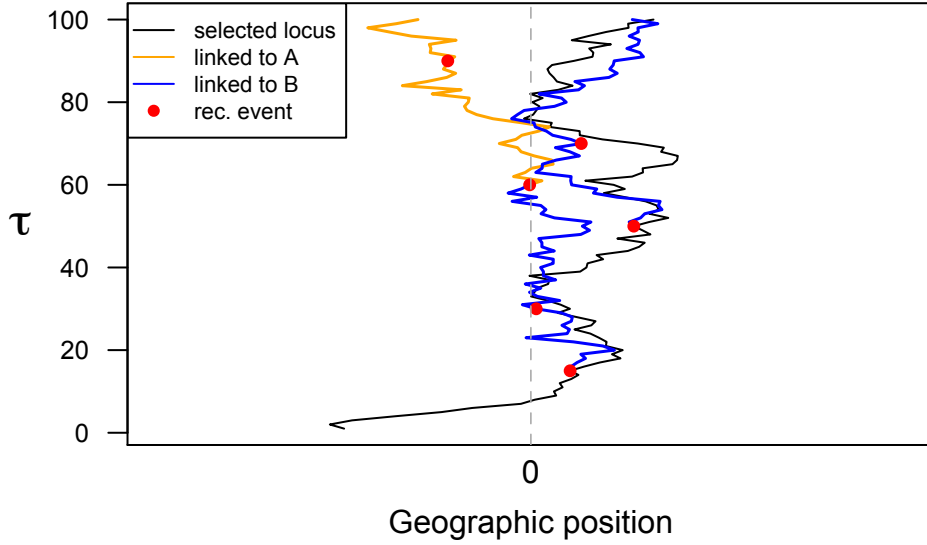 selected locus
linked to A
linked to B
rec. event
100
80
60
40
20
0
τ
0
Geographic position